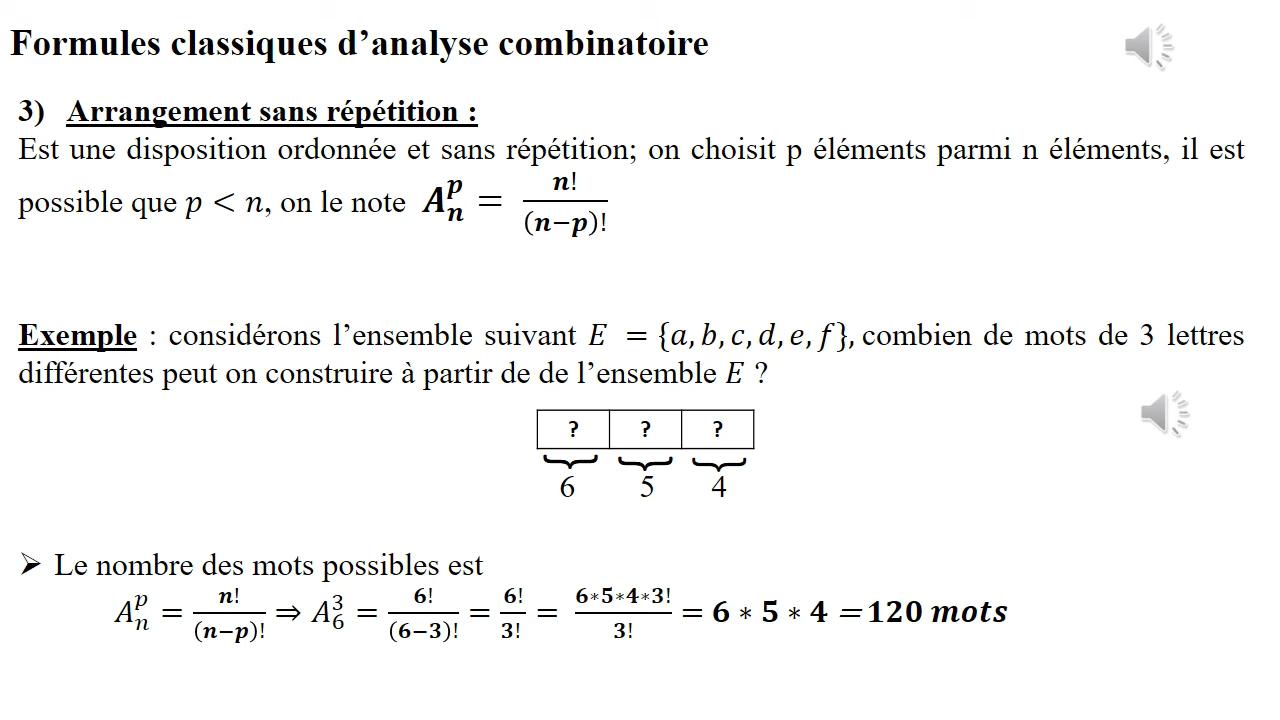 Formules classiques d’analyse combinatoire
3) Arrangement sans répétition :
Est une disposition ordonnée et sans répétition; on choisit p éléments parmi n éléments, il est
possible que p < n, on le note A_n^p = n!/(n−p)!
Exemple : considérons l’ensemble suivant E = {a, b, c, d, e, f}, combien de mots de 3 lettres
différentes peut on construire à partir de de l’ensemble E ?
? ? ?
6 5 4
➢ Le nombre des mots possibles est
A_n^p = n!/(n−p)! ⇒ A_6^3 = 6!/(6−3)! = 6!/3! = 6∗5∗4∗3!/3! = 6 ∗ 5 ∗ 4 = 120 mots